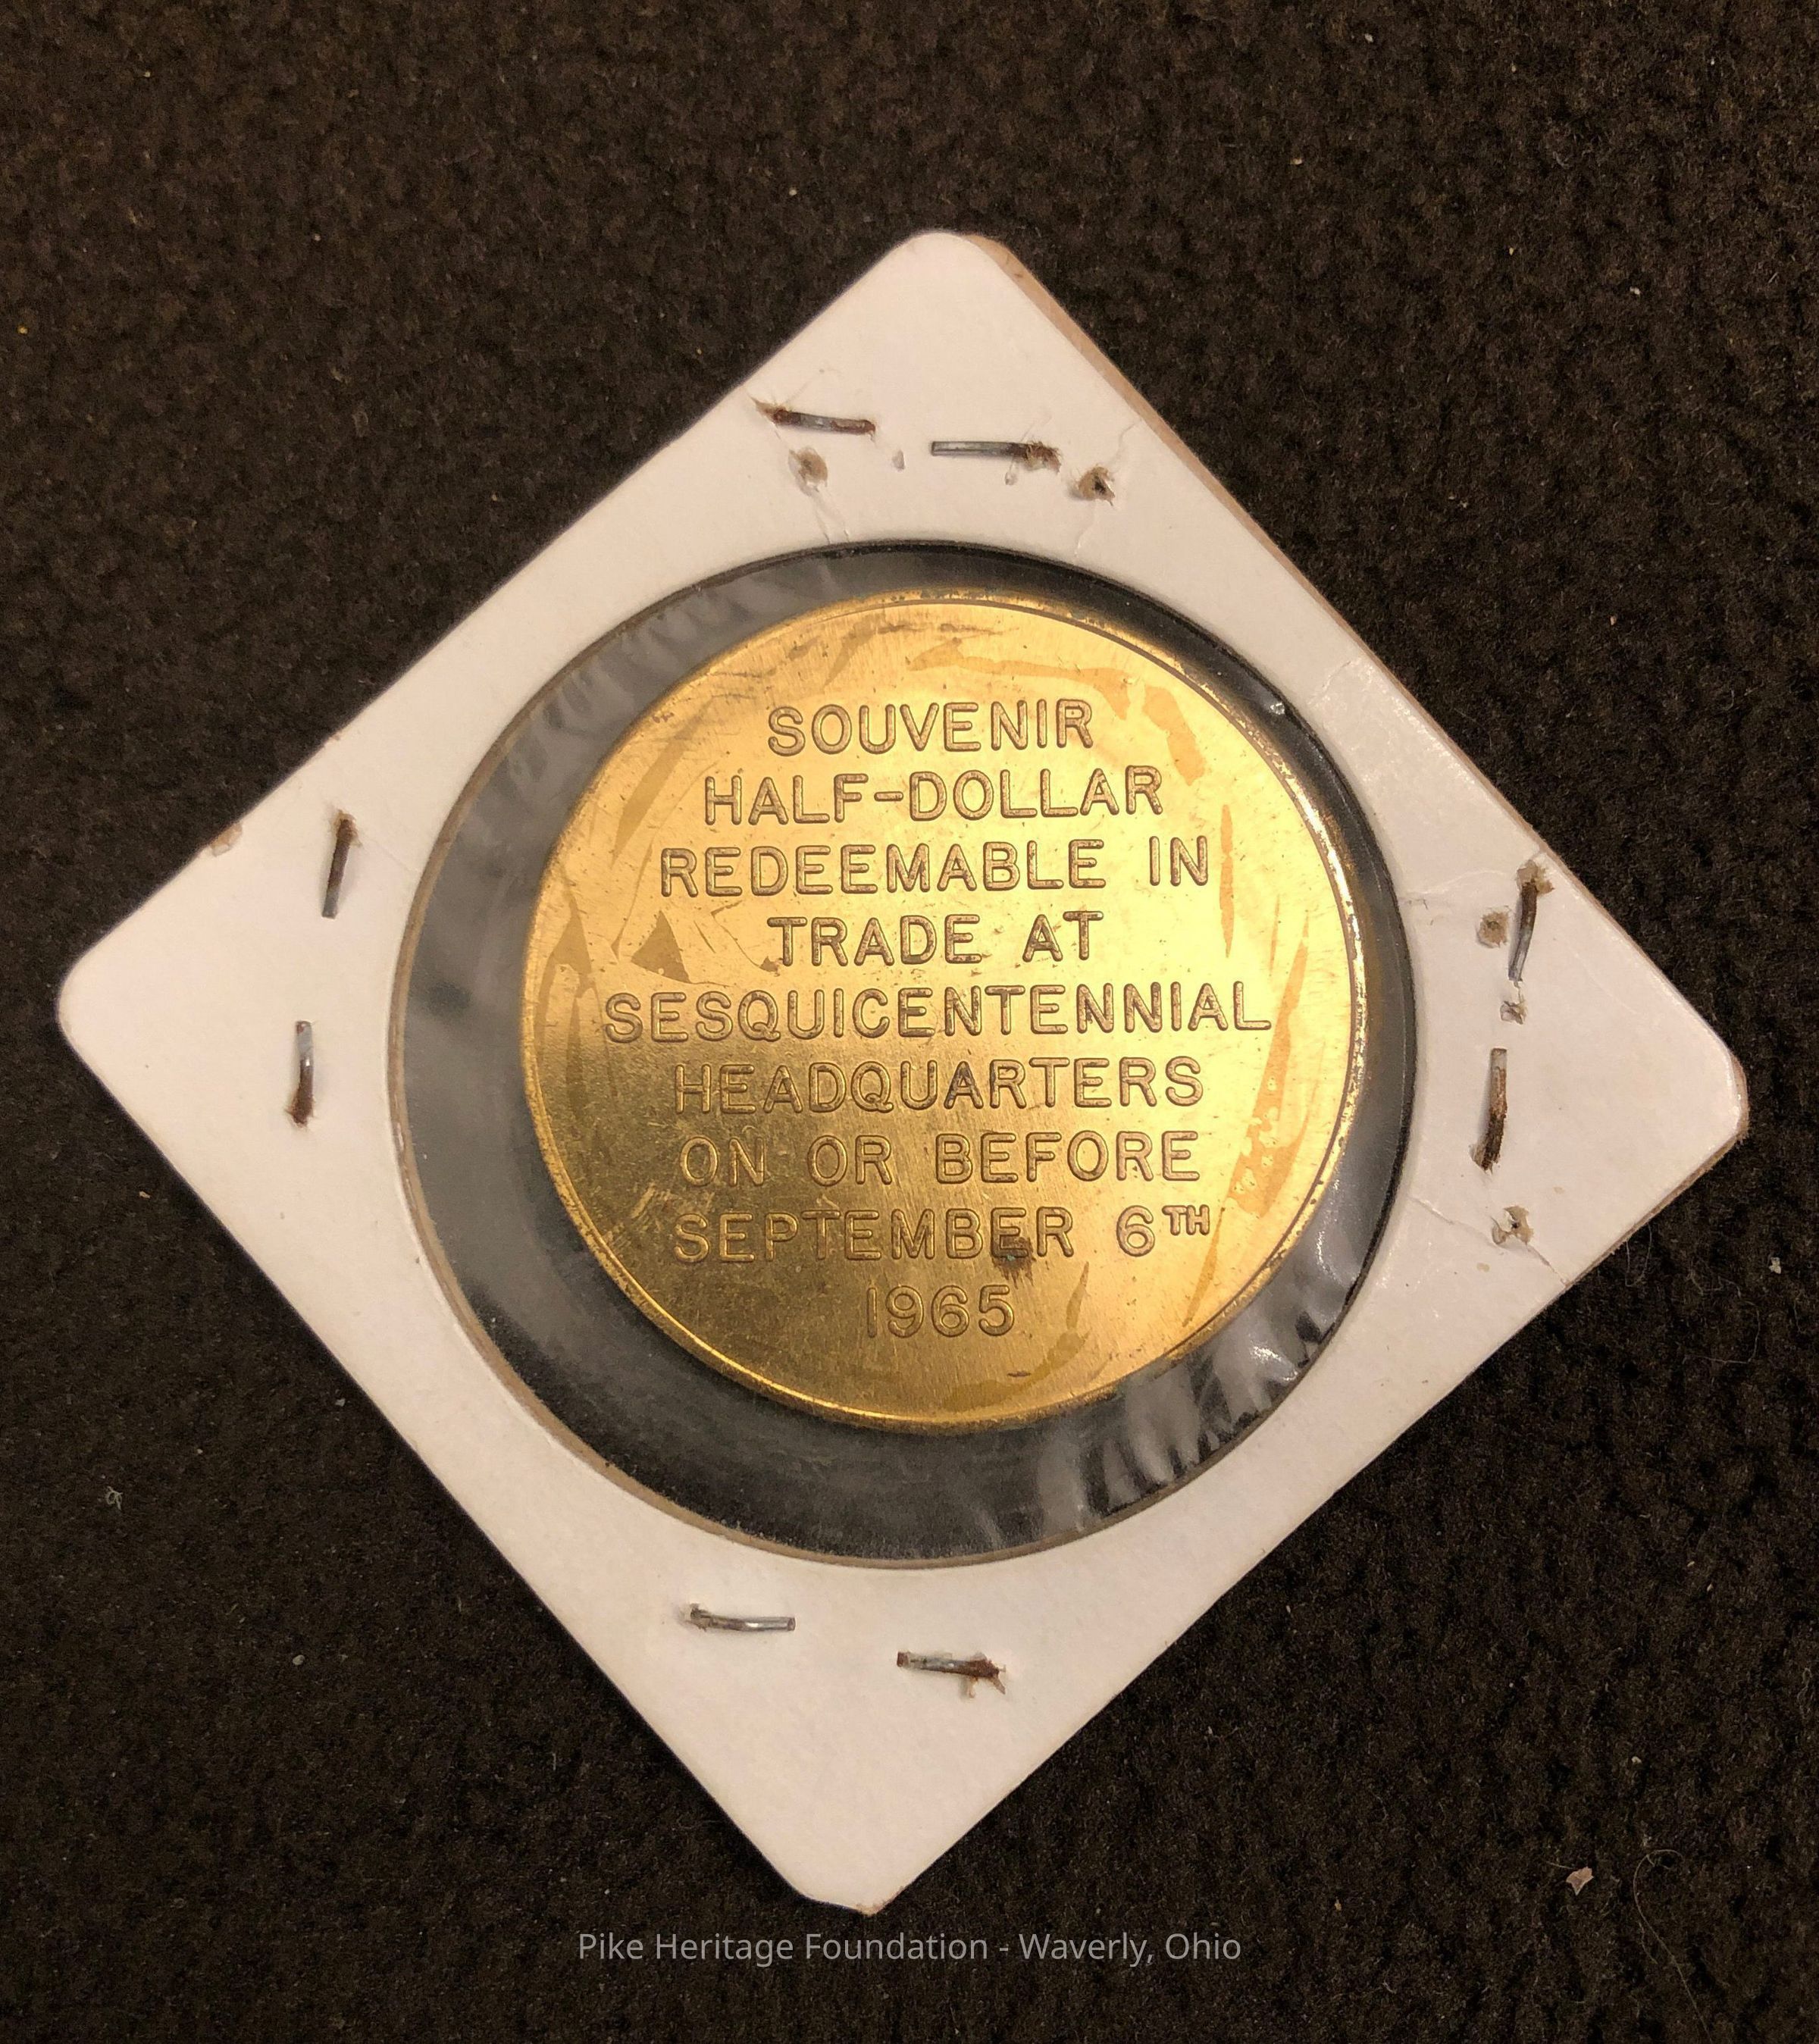 SOUVENIR
HALF-DOLLAR
REDEEMABLE IN
TRADE AT
SESQUICENTENNIAL
HEADQUARTERS
ON OR BEFORE
SEPTEMBER 6TH
1965
Pike Heritage Foundation - Waverly, Ohio